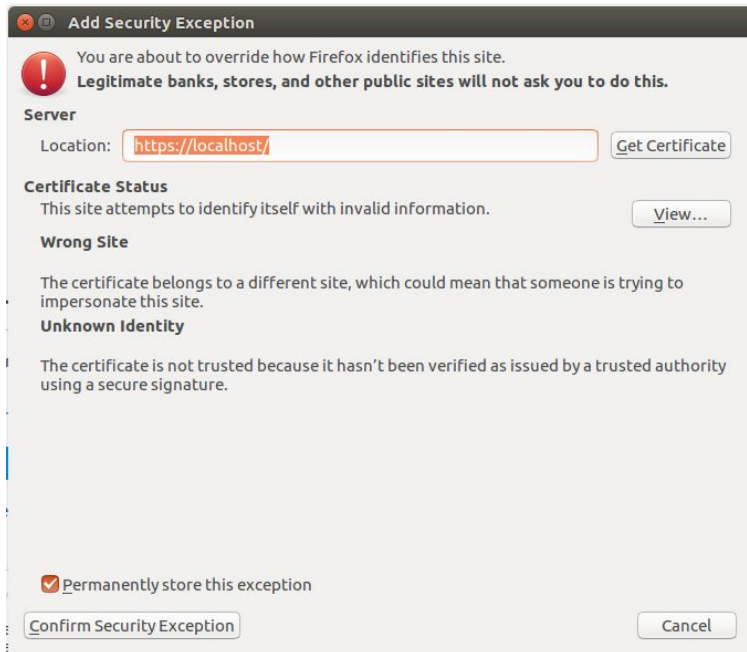 Add Security Exception
You are about to override how Firefox identifies this site.
Legitimate banks, stores, and other public sites will not ask you to do this.
Server
Location: https://localhost/ Get Certificate
Certificate Status
This site attempts to identify itself with invalid information. View...
Wrong Site
The certificate belongs to a different site, which could mean that someone is trying to
impersonate this site.
Unknown Identity
The certificate is not trusted because it hasn't been verified as issued by a trusted authority
using a secure signature.
Permanently store this exception
Confirm Security Exception Cancel